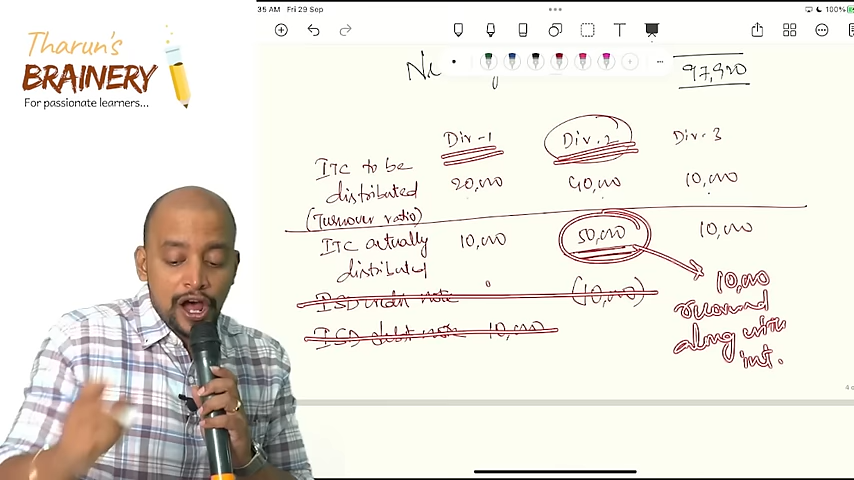 35 AM Fri 29 Sep
100%
Tharun's
BRAINERY
For passionate learners...
97,920
Div-1 Div-2 Div-3
ITC to be
distributed 20,000 40,000 10,000
(Turnover ratio)
ITC actually
distributed 10,000 50,000 10,000
ISD credit note (10,000)
ISD debit note 10,000
10,000
recovered
along with
int.